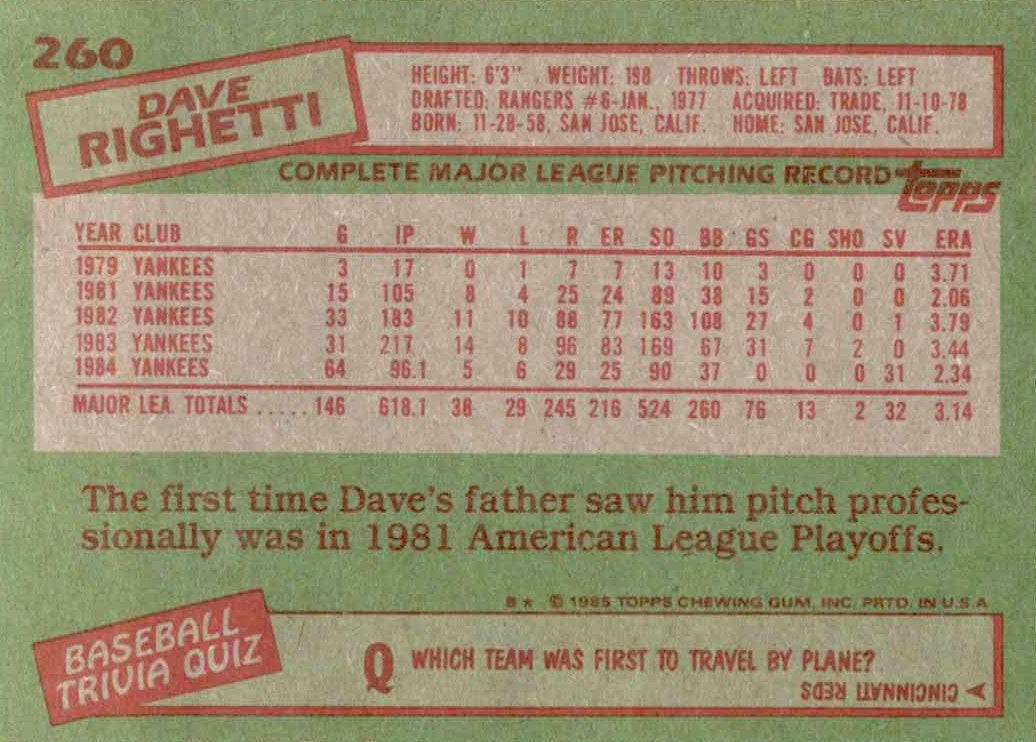 260
DAVE
RIGHETTI
HEIGHT: 6'3" WEIGHT: 198 THROWS: LEFT BATS: LEFT
DRAFTED: RANGERS #6-JAN., 1977 ACQUIRED: TRADE, 11-10-78
BORN: 11-28-58, SAN JOSE, CALIF. HOME: SAN JOSE, CALIF.
COMPLETE MAJOR LEAGUE PITCHING RECORD
topps
YEAR CLUB G IP W L R ER SO BB GS CG SHO SV ERA
1979 YANKEES 3 17 0 1 7 7 13 10 3 0 0 0 3.71
1981 YANKEES 15 105 8 4 25 24 89 38 15 2 0 0 2.06
1982 YANKEES 33 183 11 10 88 77 163 108 27 4 0 1 3.79
1983 YANKEES 31 217 14 8 96 83 169 67 31 7 2 0 3.44
1984 YANKEES 64 96.1 5 6 29 25 90 37 0 0 0 31 2.34
MAJOR LEA. TOTALS ..... 146 618.1 38 29 245 216 524 260 76 13 2 32 3.14
The first time Dave's father saw him pitch profes-
sionally was in 1981 American League Playoffs.
B * © 1985 TOPPS CHEWING GUM, INC. PRTD. IN U.S.A
BASEBALL
TRIVIA QUIZ
Q WHICH TEAM WAS FIRST TO TRAVEL BY PLANE?
CINCINNATI REDS